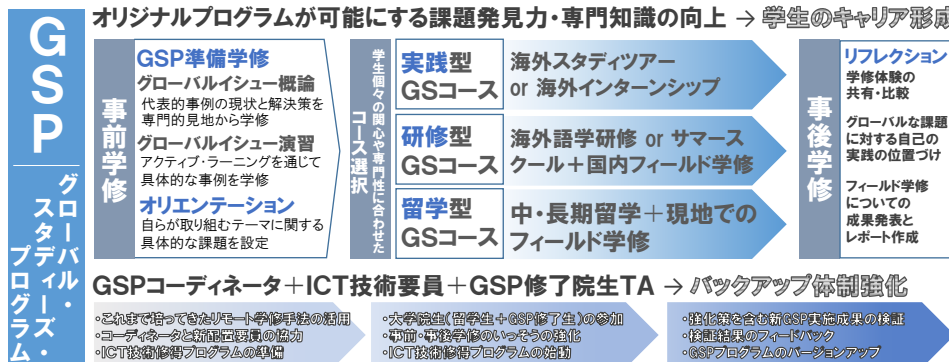 オリジナルプログラムが可能にする課題発見力・専門知識の向上 → 学生のキャリア形成
GSP
グローバル・
スタディーズ・
プログラム
事前学修
GSP準備学修
グローバルイシュー概論
代表的事例の現状と解決策を
専門的見地から学修
グローバルイシュー演習
アクティブ・ラーニングを通じて
具体的な事例を学修
オリエンテーション
自らが取り組むテーマに関する
具体的な課題を設定
学生個々の関心や専門性に合わせた
コース選択
実践型
GSコース
海外スタディツアー
or 海外インターンシップ
研修型
GSコース
海外語学研修 or サマース
クール＋国内フィールド学修
留学型
GSコース
中・長期留学＋現地での
フィールド学修
事後学修
リフレクション
学修体験の
共有・比較
グローバルな課題
に対する自己の
実践の位置づけ
フィールド学修
についての
成果発表と
レポート作成
GSPコーディネータ＋ICT技術要員＋GSP修了院生TA → バックアップ体制強化
・これまで培ってきたリモート学修手法の活用
・コーディネータと新配置要員の協力
・ICT技術修得プログラムの準備
・大学院生（留学生＋GSP修了生）の参加
・事前・事後学修のいっそうの強化
・ICT技術修得プログラムの始動
・強化策を含む新GSP実施成果の検証
・検証結果のフィードバック
・GSPプログラムのバージョンアップ